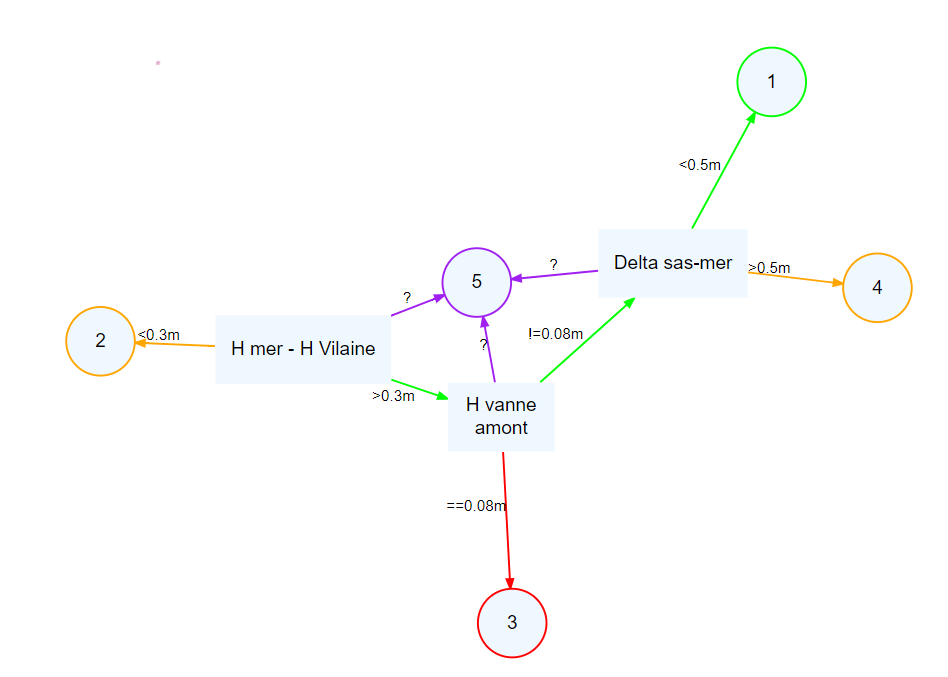 1
<0.5m
Delta sas-mer
?
5
>0.5m
4
?
!=0.08m
2
<0.3m
H mer - H Vilaine
?
>0.3m
H vanne
amont
==0.08m
3